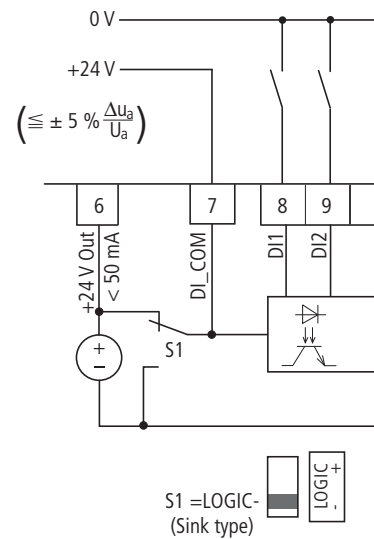 0 V
+24 V
(≦ ± 5 % Δua/Ua)
6
7
8
9
+24 V Out
< 50 mA
DI_COM
DI1
DI2
+
−
S1
S1 =LOGIC-
(Sink type)
LOGIC
- +